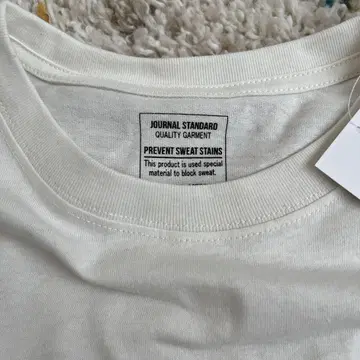 JOURNAL STANDARD
QUALITY GARMENT
PREVENT SWEAT STAINS
This product is used special
material to block sweat.